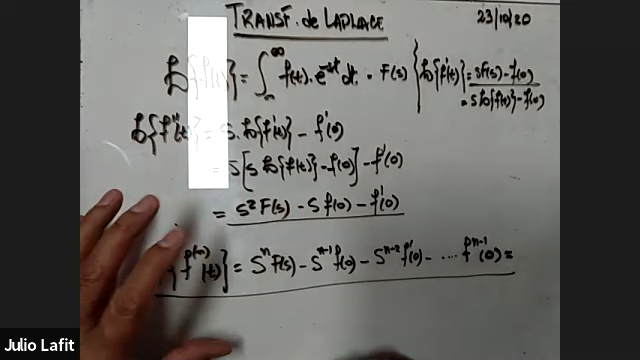 TRANSF. de LAPLACE 23/10/20
} = ∫₀^∞ f(t). e^-st dt = F(s) { L{f'(t)} = sF(s) - f(0)
= s L{f(t)} - f(0)
L{f''(t)} = s. L{f'(t)} - f'(0)
= s[s L{f(t)} - f(0)] - f'(0)
= s² F(s) - s f(0) - f'(0)
{f^(n)(t)} = S^n F(s) - S^n-1 f(0) - S^n-2 f'(0) - .... f^n-1(0) =
Julio Lafit